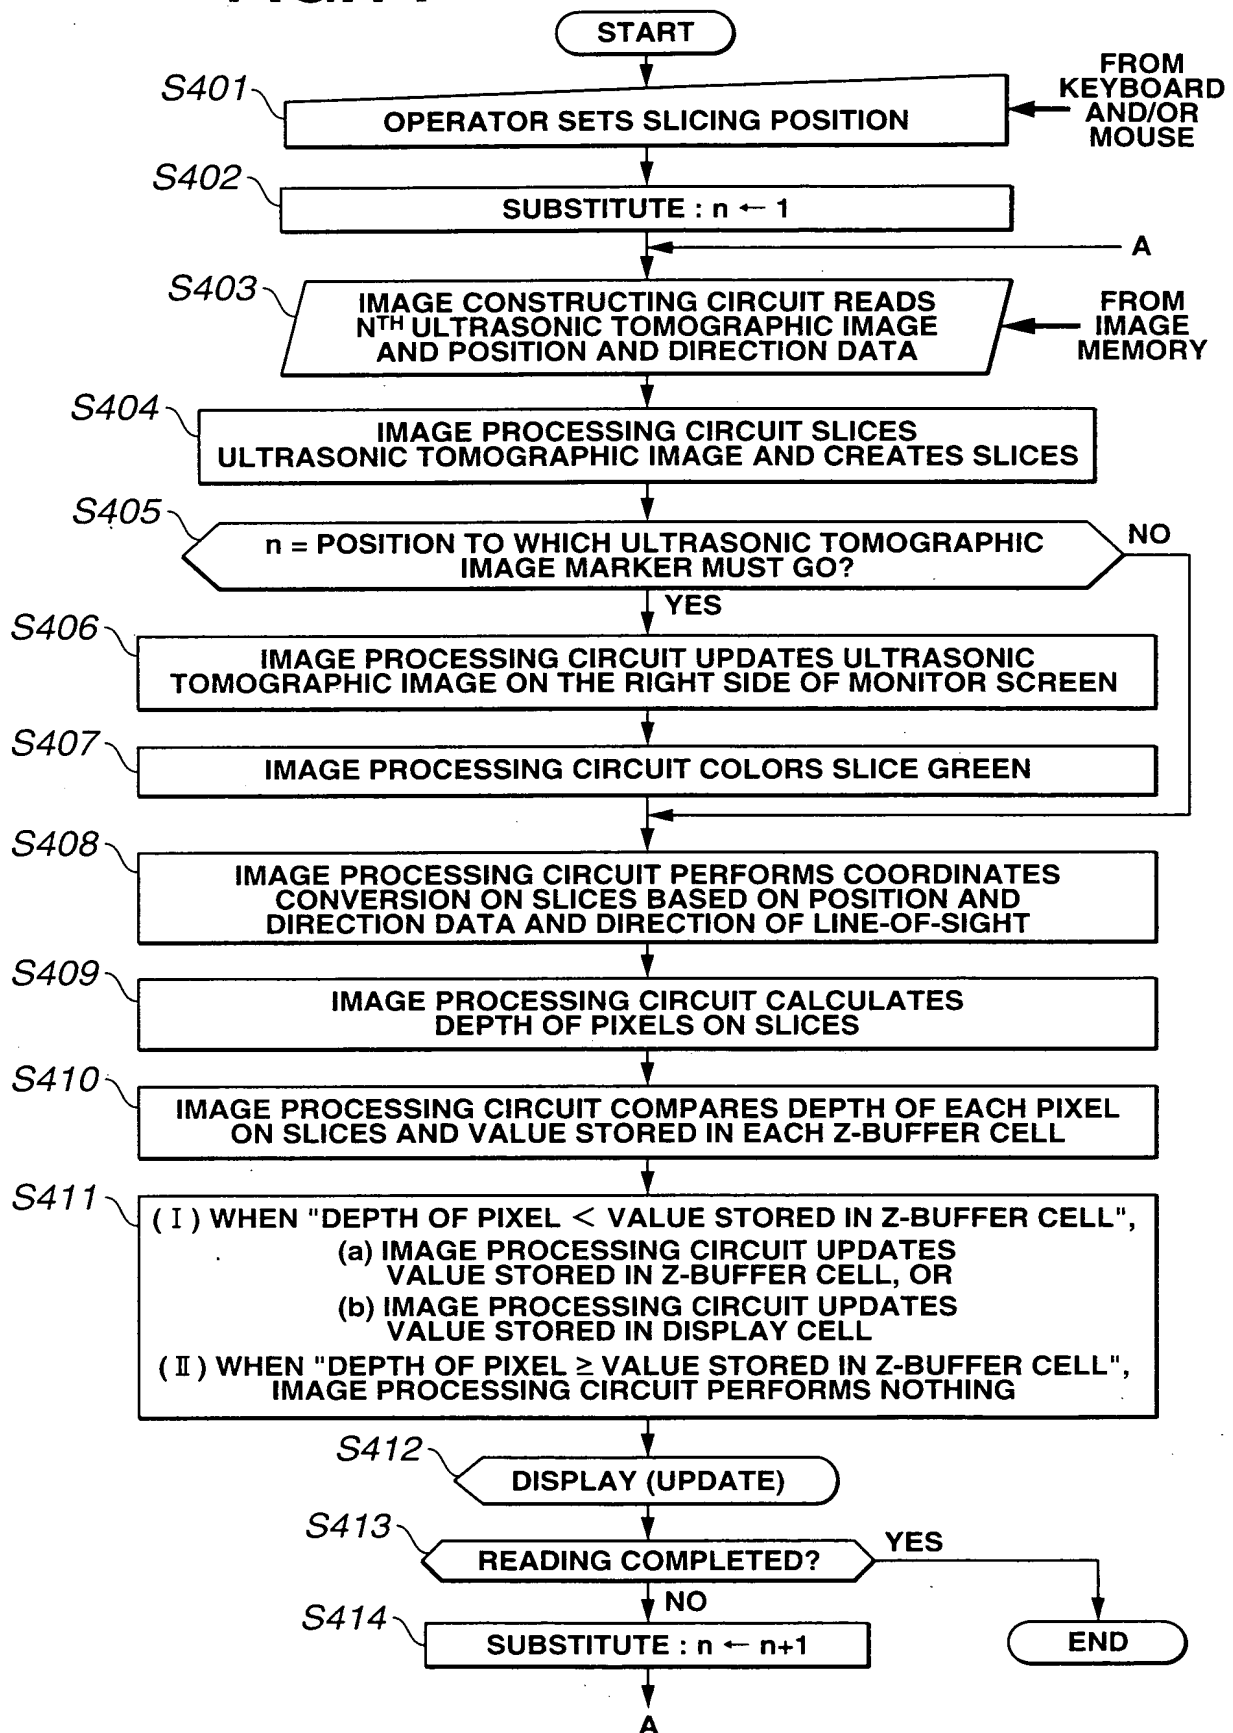 START
S401
OPERATOR SETS SLICING POSITION
FROM
KEYBOARD
AND/OR
MOUSE
S402
SUBSTITUTE : n ← 1
A
S403
IMAGE CONSTRUCTING CIRCUIT READS
NTH ULTRASONIC TOMOGRAPHIC IMAGE
AND POSITION AND DIRECTION DATA
FROM
IMAGE
MEMORY
S404
IMAGE PROCESSING CIRCUIT SLICES
ULTRASONIC TOMOGRAPHIC IMAGE AND CREATES SLICES
S405
n = POSITION TO WHICH ULTRASONIC TOMOGRAPHIC
IMAGE MARKER MUST GO?
NO
YES
S406
IMAGE PROCESSING CIRCUIT UPDATES ULTRASONIC
TOMOGRAPHIC IMAGE ON THE RIGHT SIDE OF MONITOR SCREEN
S407
IMAGE PROCESSING CIRCUIT COLORS SLICE GREEN
S408
IMAGE PROCESSING CIRCUIT PERFORMS COORDINATES
CONVERSION ON SLICES BASED ON POSITION AND
DIRECTION DATA AND DIRECTION OF LINE-OF-SIGHT
S409
IMAGE PROCESSING CIRCUIT CALCULATES
DEPTH OF PIXELS ON SLICES
S410
IMAGE PROCESSING CIRCUIT COMPARES DEPTH OF EACH PIXEL
ON SLICES AND VALUE STORED IN EACH Z-BUFFER CELL
S411
(Ⅰ) WHEN "DEPTH OF PIXEL < VALUE STORED IN Z-BUFFER CELL",
(a) IMAGE PROCESSING CIRCUIT UPDATES
VALUE STORED IN Z-BUFFER CELL, OR
(b) IMAGE PROCESSING CIRCUIT UPDATES
VALUE STORED IN DISPLAY CELL
(Ⅱ) WHEN "DEPTH OF PIXEL ≥ VALUE STORED IN Z-BUFFER CELL",
IMAGE PROCESSING CIRCUIT PERFORMS NOTHING
S412
DISPLAY (UPDATE)
S413
READING COMPLETED?
YES
NO
S414
SUBSTITUTE : n ← n+1
END
A